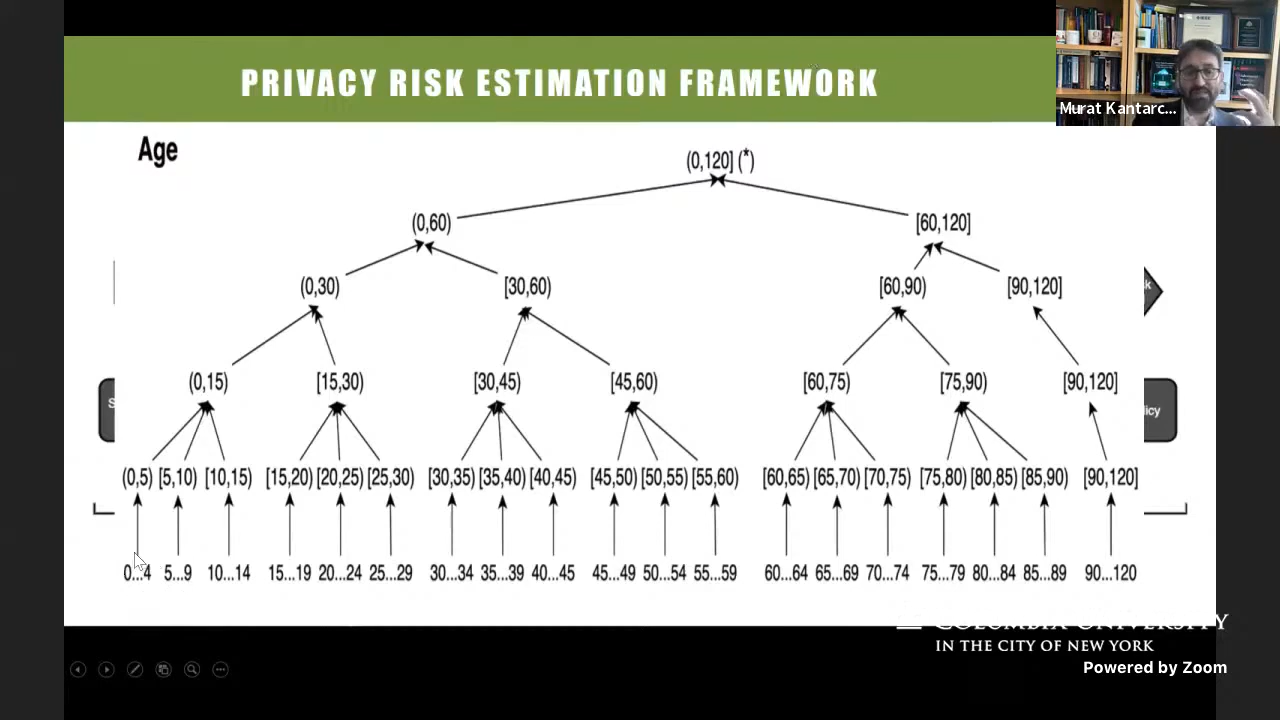 PRIVACY RISK ESTIMATION FRAMEWORK
Murat Kantarc...
Age
(0,120] (*)
(0,60) [60,120]
(0,30) [30,60) [60,90) [90,120]
(0,15) [15,30) [30,45) [45,60) [60,75) [75,90) [90,120]
(0,5) [5,10) [10,15) [15,20) [20,25) [25,30) [30,35) [35,40) [40,45) [45,50) [50,55) [55,60) [60,65) [65,70) [70,75) [75,80) [80,85) [85,90) [90,120]
0...4 5...9 10...14 15...19 20...24 25...29 30...34 35...39 40...45 45...49 50...54 55...59 60...64 65...69 70...74 75...79 80...84 85...89 90...120
COLUMBIA UNIVERSITY
IN THE CITY OF NEW YORK
Powered by Zoom